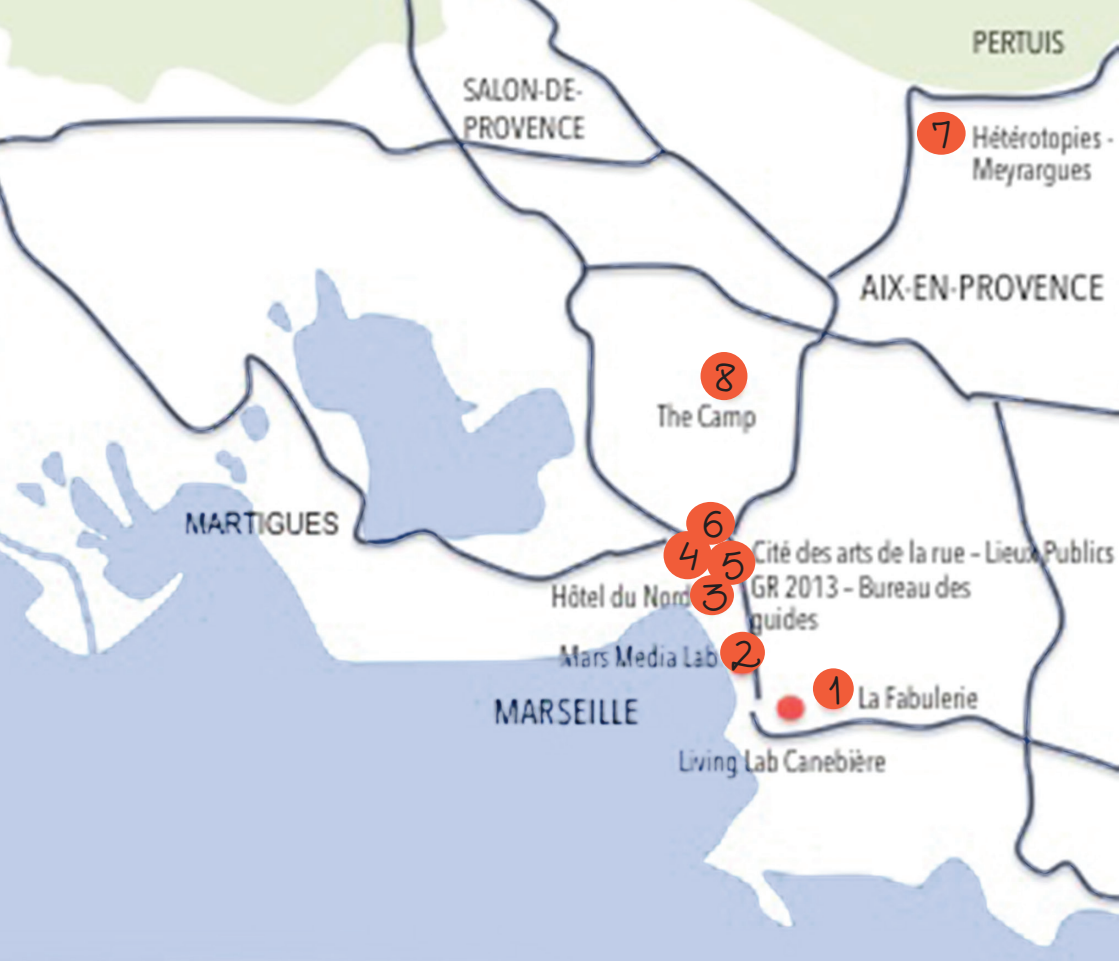 PERTUIS
SALON-DE-
PROVENCE
7 Hétérotopies -
Meyrargues
AIX-EN-PROVENCE
8
The Camp
MARTIGUES
6
4 5 Cité des arts de la rue – Lieux Publics
Hôtel du Nord 3 GR 2013 – Bureau des
guides
Mars Media Lab 2
1 La Fabulerie
MARSEILLE
Living Lab Canebière